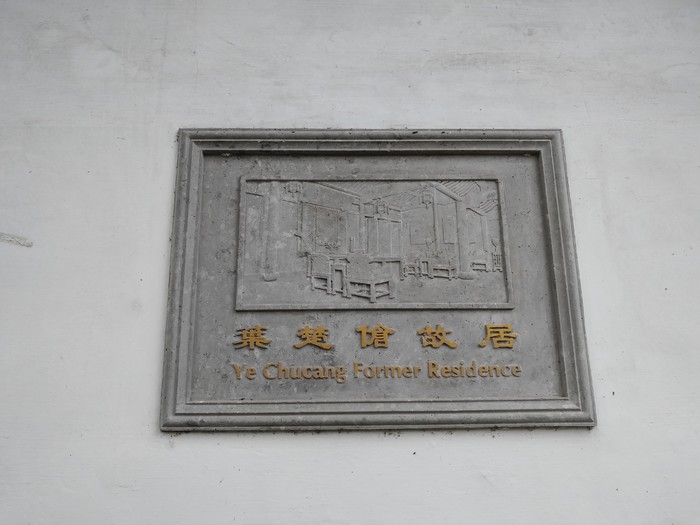 葉楚傖故居
Ye Chucang Former Residence